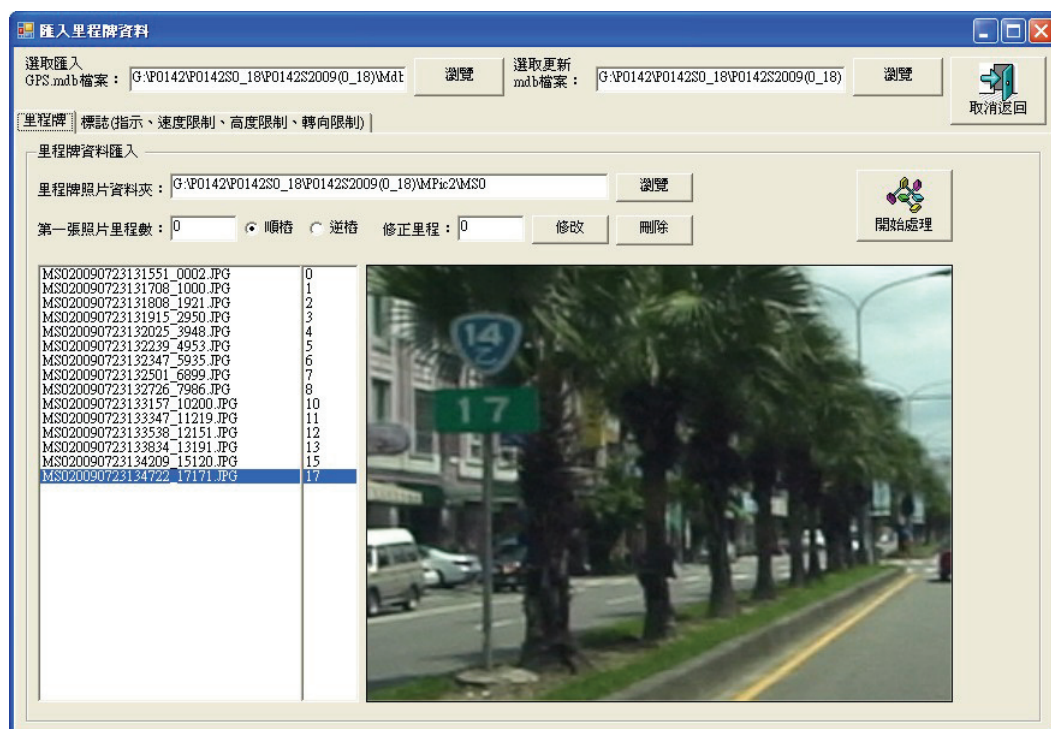 匯入里程牌資料
選取匯入
GPS.mdb檔案：
G:\P0142\P0142S0_18\P0142S2009(0_18)\Mdt
瀏覽
選取更新
mdb檔案：
G:\P0142\P0142S0_18\P0142S2009(0_18)
瀏覽
取消返回
里程牌
標誌(指示、速度限制、高度限制、轉向限制)
里程牌資料匯入
里程牌照片資料夾：
G:\P0142\P0142S0_18\P0142S2009(0_18)\MPic2\MS0
瀏覽
開始處理
第一張照片里程數：
0
順樁
逆樁
修正里程：
0
修改
刪除
MS020090723131551_0002.JPG 0
MS020090723131708_1000.JPG 1
MS020090723131808_1921.JPG 2
MS020090723131915_2950.JPG 3
MS020090723132025_3948.JPG 4
MS020090723132239_4953.JPG 5
MS020090723132347_5935.JPG 6
MS020090723132501_6899.JPG 7
MS020090723132726_7986.JPG 8
MS020090723133157_10200.JPG 10
MS020090723133347_11219.JPG 11
MS020090723133538_12151.JPG 12
MS020090723133834_13191.JPG 13
MS020090723134209_15120.JPG 15
MS020090723134722_17171.JPG 17
14
乙
17